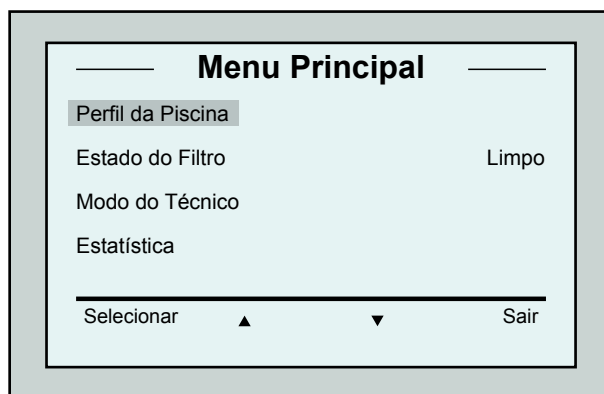 Menu Principal
Perfil da Piscina
Estado do Filtro Limpo
Modo do Técnico
Estatística
Selecionar ▲ ▼ Sair